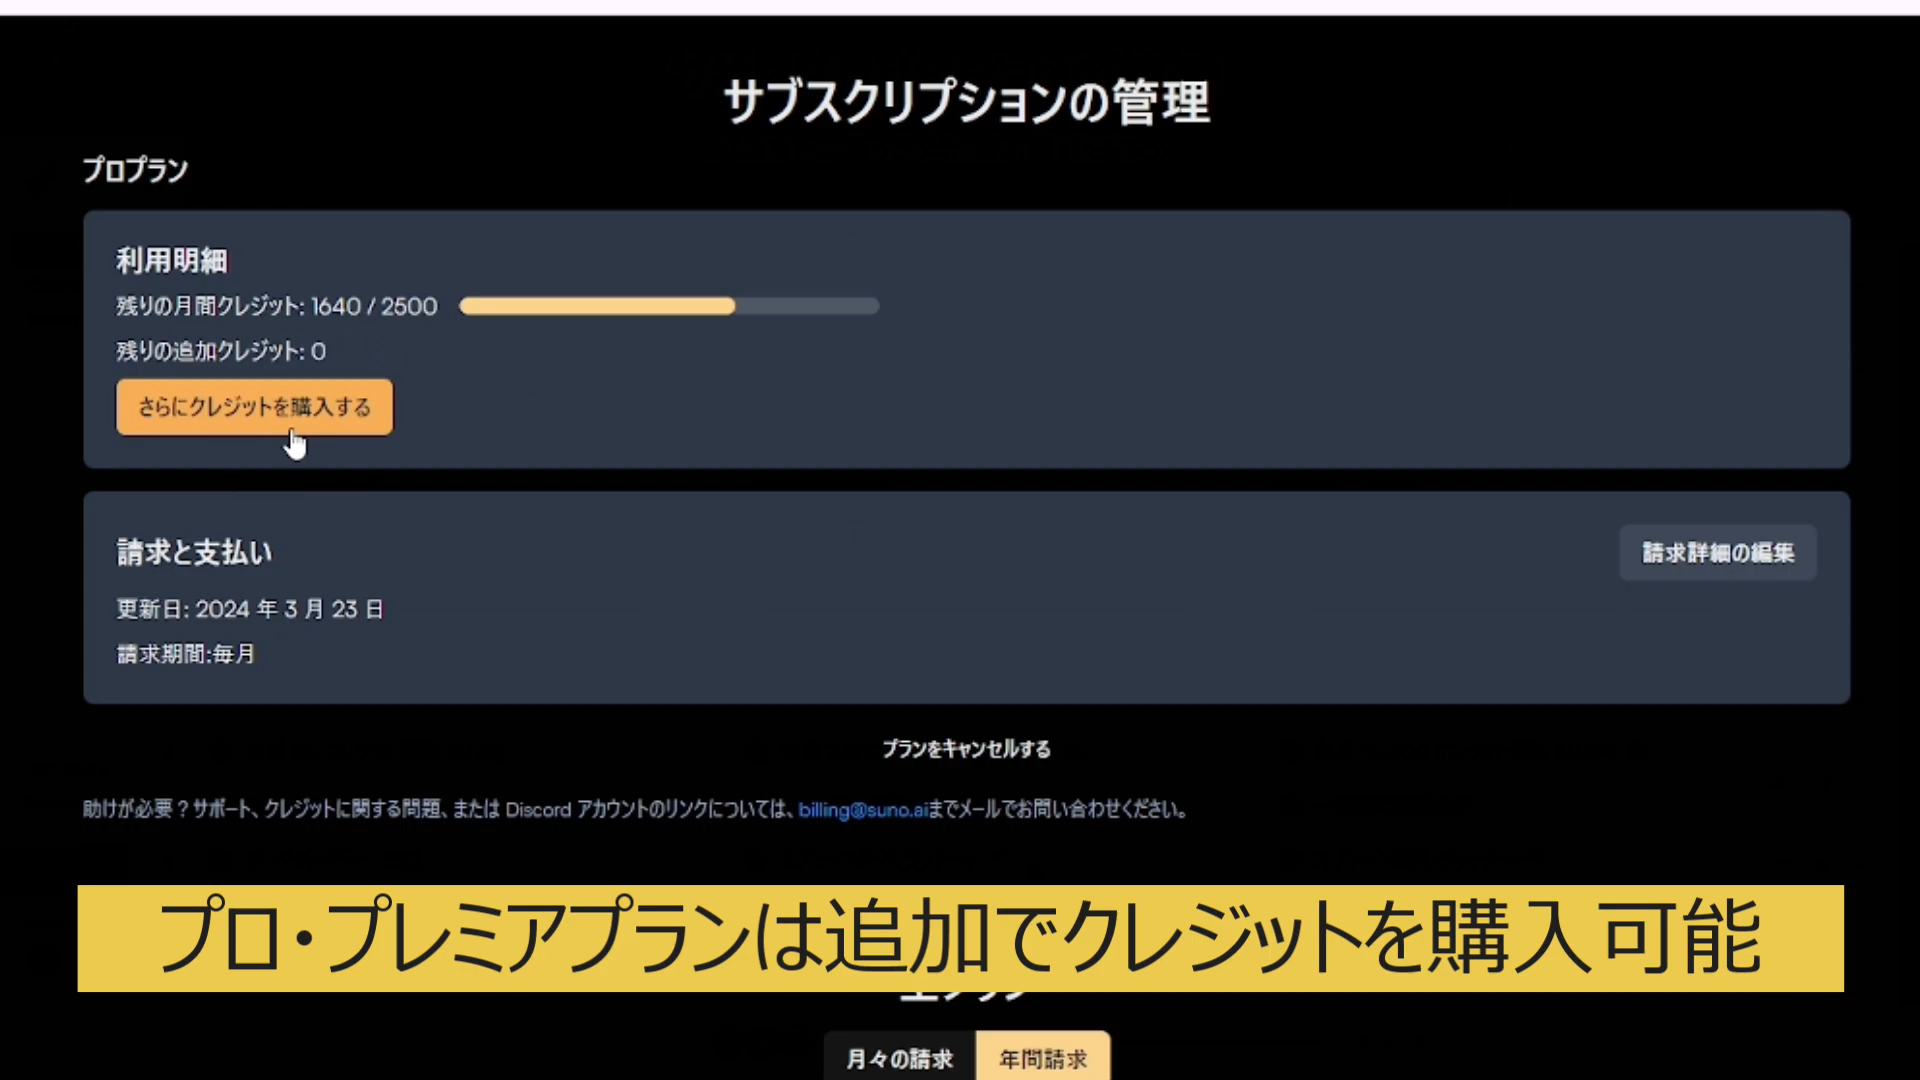 サブスクリプションの管理
プロプラン
利用明細
残りの月間クレジット: 1640 / 2500
残りの追加クレジット: 0
さらにクレジットを購入する
請求と支払い
請求詳細の編集
更新日: 2024 年 3 月 23 日
請求期間:毎月
プランをキャンセルする
助けが必要？サポート、クレジットに関する問題、または Discord アカウントのリンクについては、billing@suno.aiまでメールでお問い合わせください。
プロ・プレミアプランは追加でクレジットを購入可能
月々の請求
年間請求